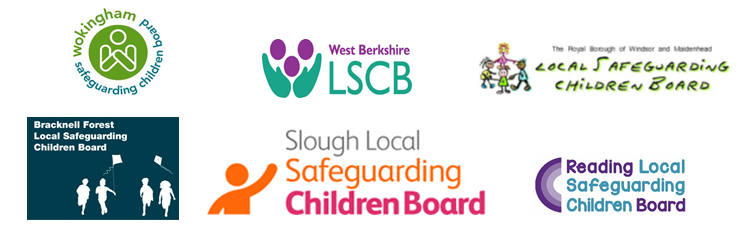 wokingham
safeguarding children board
West Berkshire
LSCB
The Royal Borough of Windsor and Maidenhead
LOCAL SAFEGUARDING
CHILDREN BOARD
Bracknell Forest
Local Safeguarding
Children Board
Slough Local
Safeguarding
Children Board
Reading Local
Safeguarding
Children Board